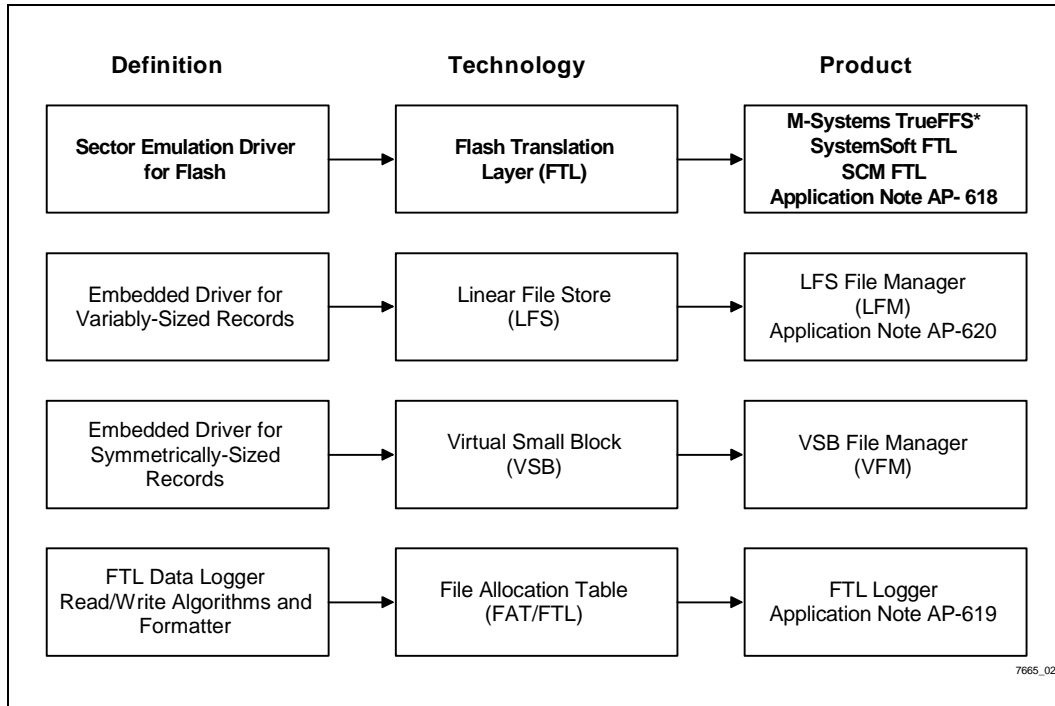 Definition
Technology
Product
Sector Emulation Driver
for Flash
Flash Translation
Layer (FTL)
M-Systems TrueFFS*
SystemSoft FTL
SCM FTL
Application Note AP- 618
Embedded Driver for
Variably-Sized Records
Linear File Store
(LFS)
LFS File Manager
(LFM)
Application Note AP-620
Embedded Driver for
Symmetrically-Sized
Records
Virtual Small Block
(VSB)
VSB File Manager
(VFM)
FTL Data Logger
Read/Write Algorithms and
Formatter
File Allocation Table
(FAT/FTL)
FTL Logger
Application Note AP-619
7665_02